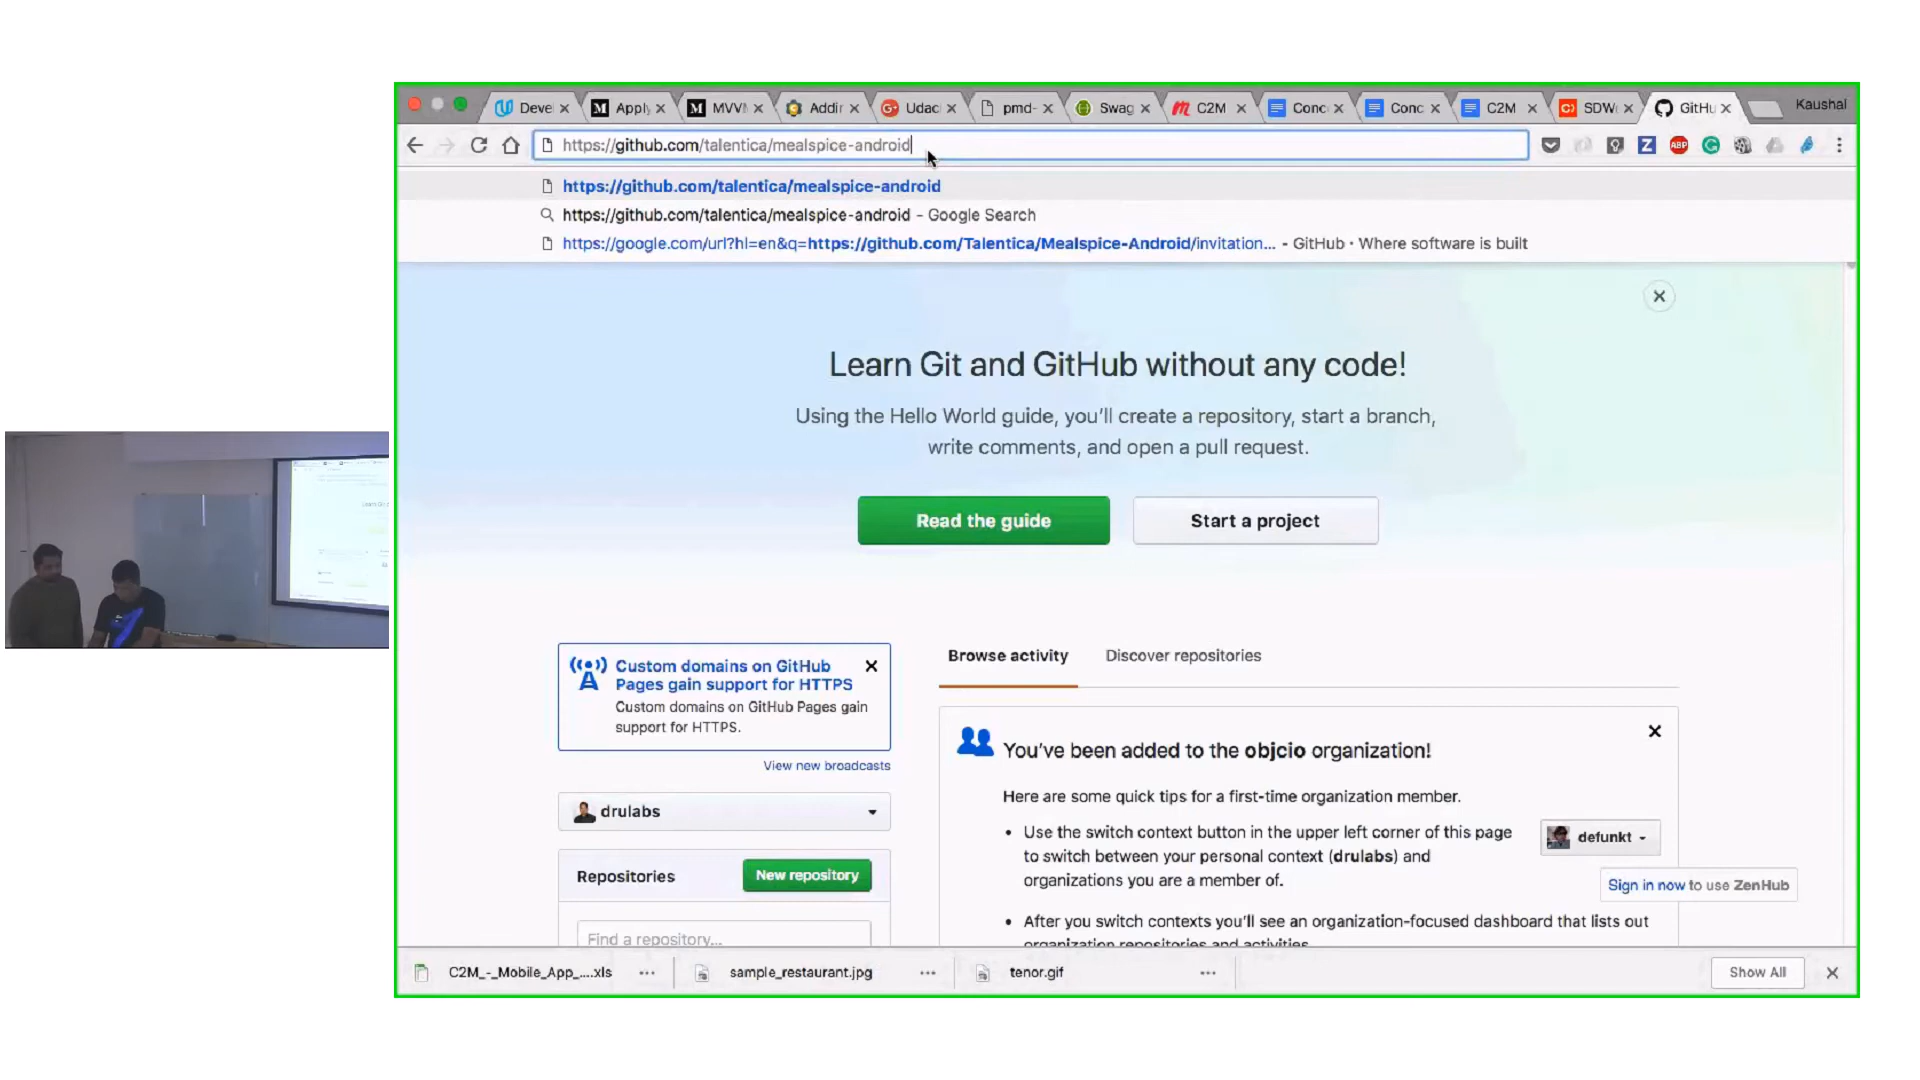 Deve
Apply
MVVM
Addir
Udac
pmd-
Swag
C2M
Conc
Conc
C2M
SDW
GitHu
Kaushal
https://github.com/talentica/mealspice-android
https://github.com/talentica/mealspice-android
https://github.com/talentica/mealspice-android - Google Search
https://google.com/url?hl=en&q=https://github.com/Talentica/Mealspice-Android/invitation... - GitHub · Where software is built
Learn Git and GitHub without any code!
Using the Hello World guide, you'll create a repository, start a branch,
write comments, and open a pull request.
Read the guide
Start a project
Custom domains on GitHub
Pages gain support for HTTPS
Custom domains on GitHub Pages gain
support for HTTPS.
View new broadcasts
drulabs
Repositories
New repository
Find a repository...
Browse activity
Discover repositories
You've been added to the objcio organization!
Here are some quick tips for a first-time organization member.
• Use the switch context button in the upper left corner of this page
to switch between your personal context (drulabs) and
organizations you are a member of.
defunkt
Sign in now to use ZenHub
• After you switch contexts you'll see an organization-focused dashboard that lists out
organization repositories and activities.
C2M_-_Mobile_App_....xls
sample_restaurant.jpg
tenor.gif
Show All